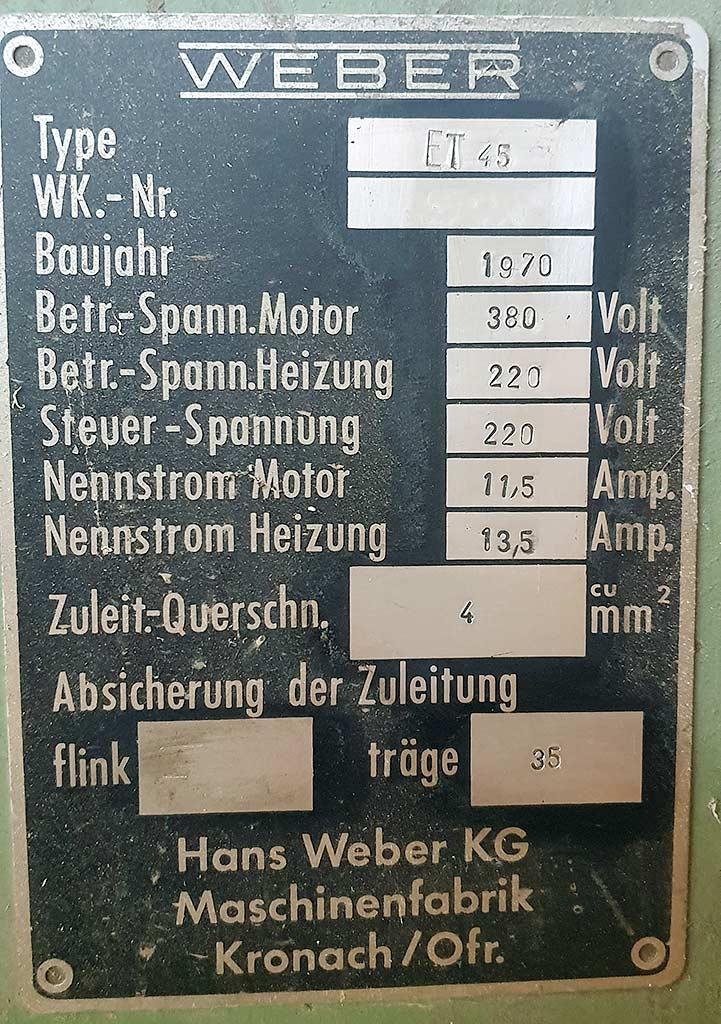 WEBER
Type ET 45
WK.-Nr.
Baujahr 1970
Betr.-Spann.Motor 380 Volt
Betr.-Spann.Heizung 220 Volt
Steuer-Spannung 220 Volt
Nennstrom Motor 11,5 Amp.
Nennstrom Heizung 13,5 Amp.
Zuleit.-Querschn. 4 cu mm²
Absicherung der Zuleitung
flink träge 35
Hans Weber KG
Maschinenfabrik
Kronach/Ofr.